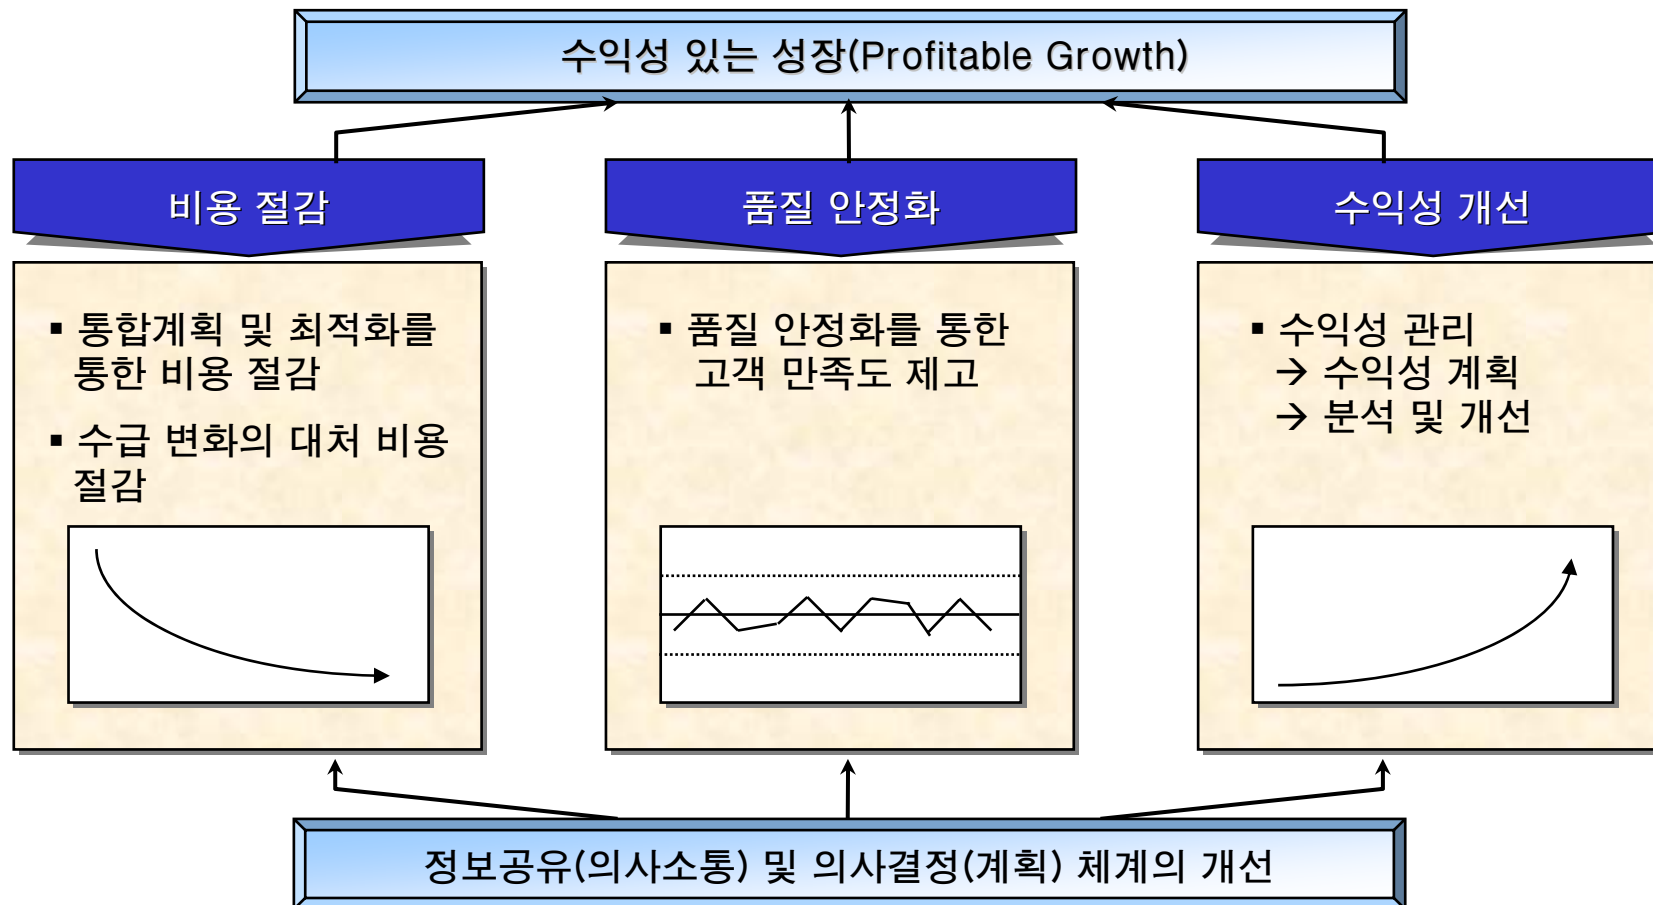 수익성 있는 성장(Profitable Growth)
비용 절감
▪ 통합계획 및 최적화를
통한 비용 절감
▪ 수급 변화의 대처 비용
절감
품질 안정화
▪ 품질 안정화를 통한
고객 만족도 제고
수익성 개선
▪ 수익성 관리
→ 수익성 계획
→ 분석 및 개선
정보공유(의사소통) 및 의사결정(계획) 체계의 개선